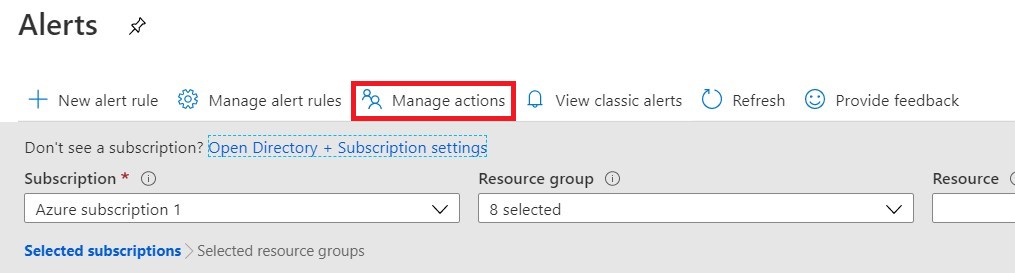 Alerts
New alert rule Manage alert rules Manage actions View classic alerts Refresh Provide feedback
Don't see a subscription? Open Directory + Subscription settings
Subscription * Resource group Resource
Azure subscription 1 8 selected
Selected subscriptions > Selected resource groups